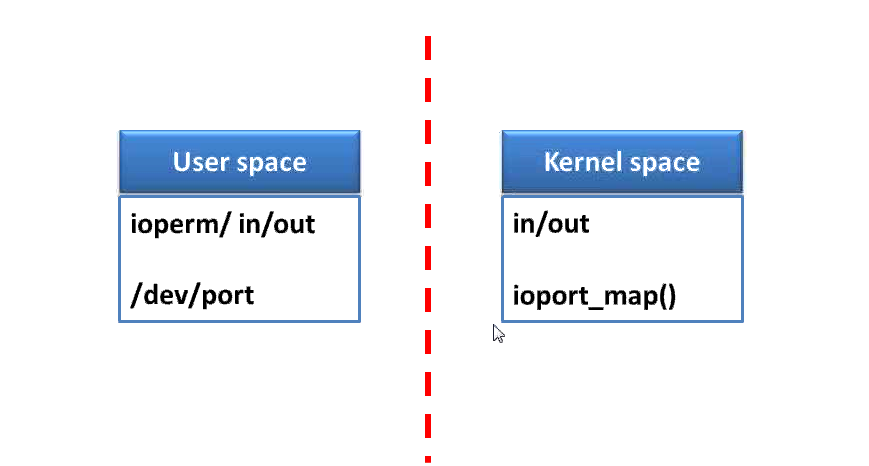 User space
ioperm/ in/out
/dev/port
Kernel space
in/out
ioport_map()